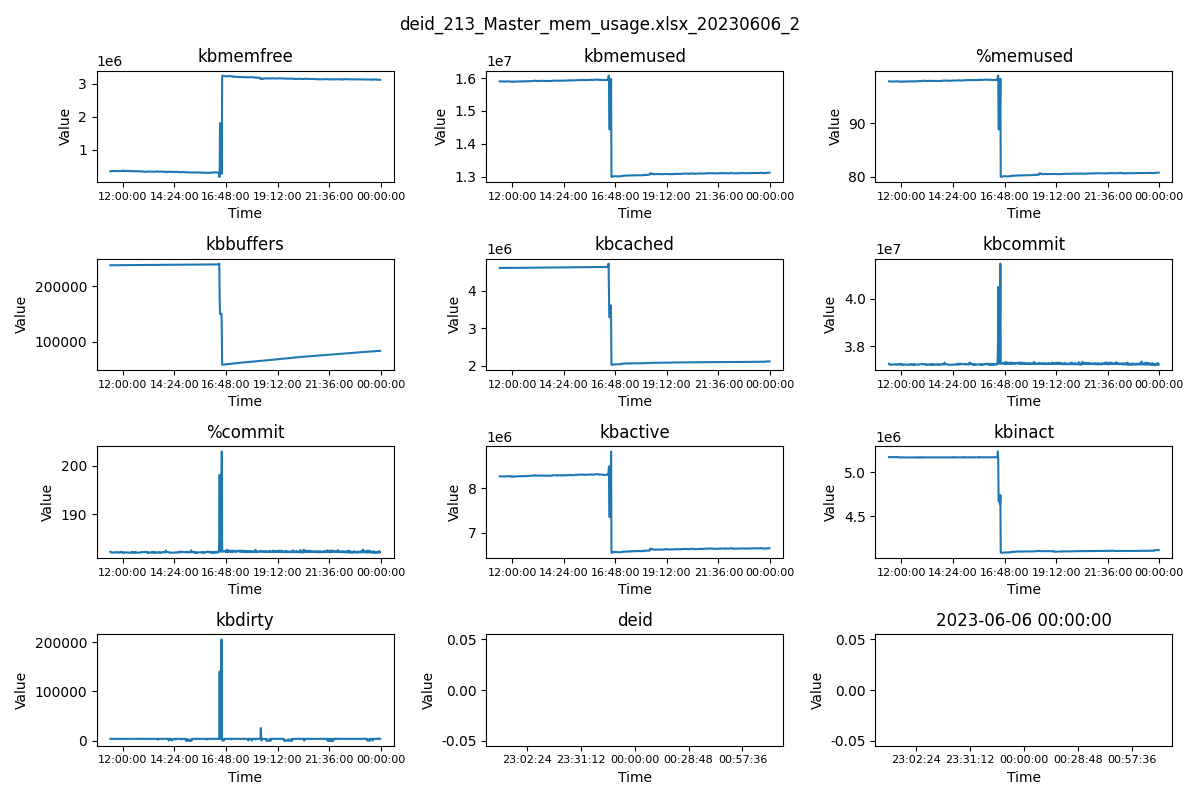 deid_213_Master_mem_usage.xlsx_20230606_2
kbmemfree
1e6
3
2
1
Value
12:00:00 14:24:00 16:48:00 19:12:00 21:36:00 00:00:00
Time
kbmemused
1e7
1.6
1.5
1.4
1.3
Value
12:00:00 14:24:00 16:48:00 19:12:00 21:36:00 00:00:00
Time
%memused
90
80
Value
12:00:00 14:24:00 16:48:00 19:12:00 21:36:00 00:00:00
Time
kbbuffers
200000
100000
Value
12:00:00 14:24:00 16:48:00 19:12:00 21:36:00 00:00:00
Time
kbcached
1e6
4
3
2
Value
12:00:00 14:24:00 16:48:00 19:12:00 21:36:00 00:00:00
Time
kbcommit
1e7
4.0
3.8
Value
12:00:00 14:24:00 16:48:00 19:12:00 21:36:00 00:00:00
Time
%commit
200
190
Value
12:00:00 14:24:00 16:48:00 19:12:00 21:36:00 00:00:00
Time
kbactive
1e6
8
7
Value
12:00:00 14:24:00 16:48:00 19:12:00 21:36:00 00:00:00
Time
kbinact
1e6
5.0
4.5
Value
12:00:00 14:24:00 16:48:00 19:12:00 21:36:00 00:00:00
Time
kbdirty
200000
100000
0
Value
12:00:00 14:24:00 16:48:00 19:12:00 21:36:00 00:00:00
Time
deid
0.05
0.00
-0.05
Value
23:02:24 23:31:12 00:00:00 00:28:48 00:57:36
Time
2023-06-06 00:00:00
0.05
0.00
-0.05
Value
23:02:24 23:31:12 00:00:00 00:28:48 00:57:36
Time